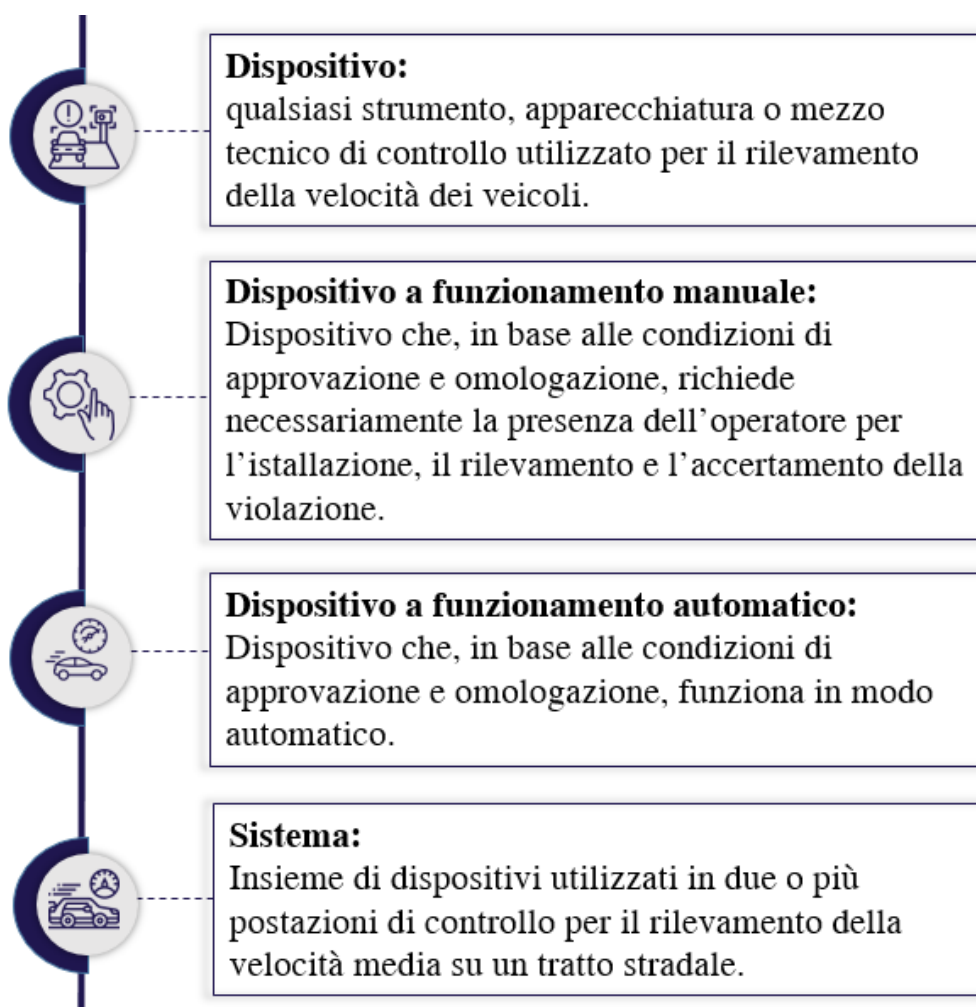 Dispositivo:
qualsiasi strumento, apparecchiatura o mezzo
tecnico di controllo utilizzato per il rilevamento
della velocità dei veicoli.
Dispositivo a funzionamento manuale:
Dispositivo che, in base alle condizioni di
approvazione e omologazione, richiede
necessariamente la presenza dell’operatore per
l’istallazione, il rilevamento e l’accertamento della
violazione.
Dispositivo a funzionamento automatico:
Dispositivo che, in base alle condizioni di
approvazione e omologazione, funziona in modo
automatico.
Sistema:
Insieme di dispositivi utilizzati in due o più
postazioni di controllo per il rilevamento della
velocità media su un tratto stradale.